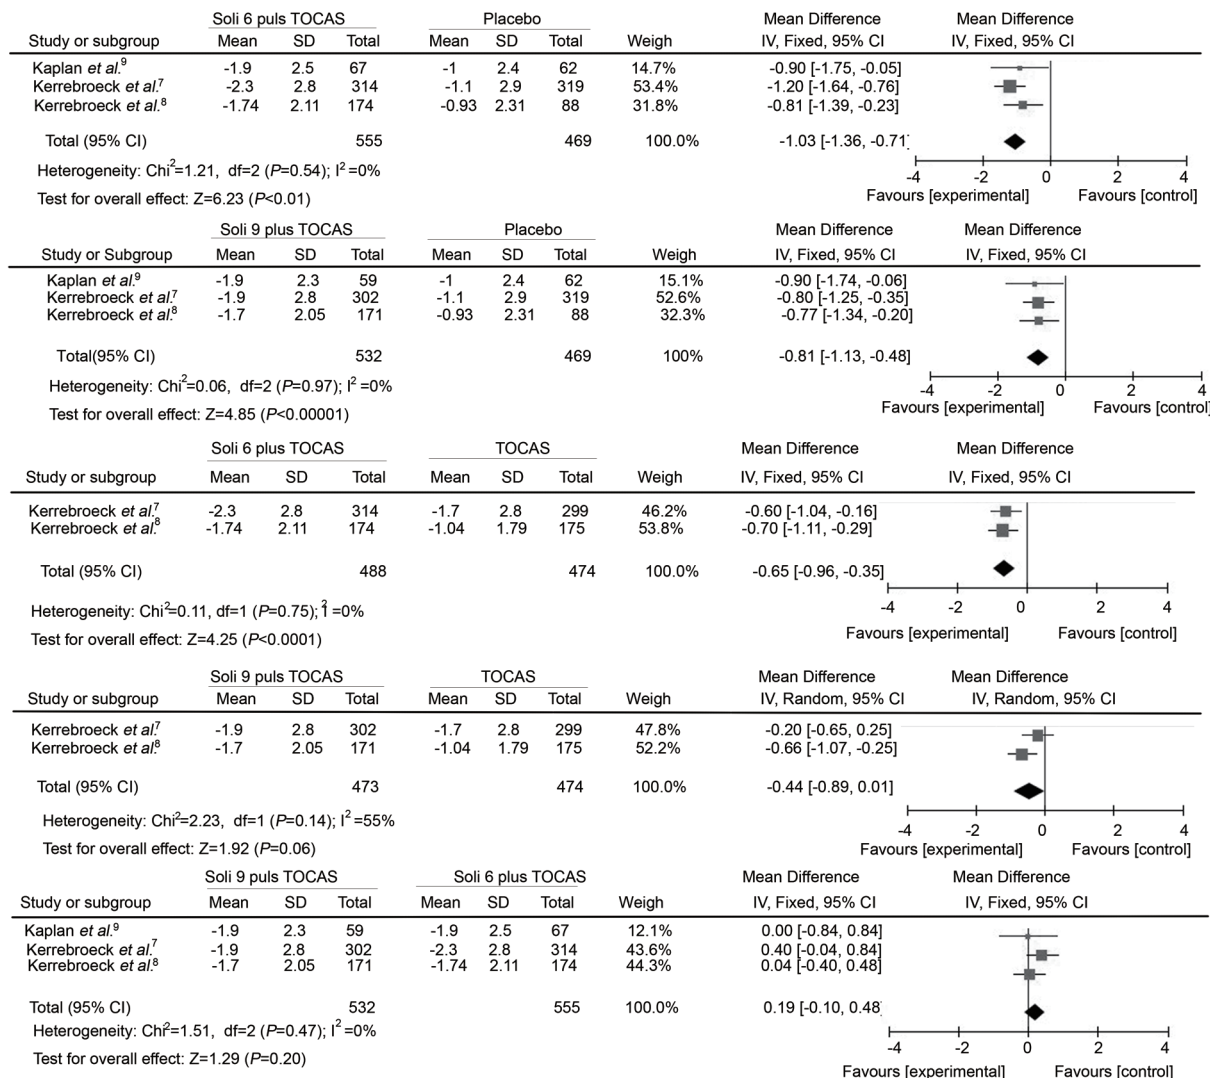 Soli 6 puls TOCAS Placebo Mean Difference Mean Difference
Study or subgroup Mean SD Total Mean SD Total Weigh IV, Fixed, 95% CI IV, Fixed, 95% CI
Kaplan et al.9 -1.9 2.5 67 -1 2.4 62 14.7% -0.90 [-1.75, -0.05]
Kerrebroeck et al.7 -2.3 2.8 314 -1.1 2.9 319 53.4% -1.20 [-1.64, -0.76]
Kerrebroeck et al.8 -1.74 2.11 174 -0.93 2.31 88 31.8% -0.81 [-1.39, -0.23]
Total (95% CI) 555 469 100.0% -1.03 [-1.36, -0.71]
Heterogeneity: Chi2=1.21, df=2 (P=0.54); I2 =0%
-4 -2 0 2 4
Test for overall effect: Z=6.23 (P<0.01)
Favours [experimental] Favours [control]
Soli 9 plus TOCAS Placebo Mean Difference Mean Difference
Study or Subgroup Mean SD Total Mean SD Total Weigh IV, Fixed, 95% CI IV, Fixed, 95% CI
Kaplan et al.9 -1.9 2.3 59 -1 2.4 62 15.1% -0.90 [-1.74, -0.06]
Kerrebroeck et al.7 -1.9 2.8 302 -1.1 2.9 319 52.6% -0.80 [-1.25, -0.35]
Kerrebroeck et al.8 -1.7 2.05 171 -0.93 2.31 88 32.3% -0.77 [-1.34, -0.20]
Total(95% CI) 532 469 100% -0.81 [-1.13, -0.48]
Heterogeneity: Chi2=0.06, df=2 (P=0.97); I2 =0%
-4 -2 0 2 4
Test for overall effect: Z=4.85 (P<0.00001)
Favours [experimental] Favours [control]
Soli 6 plus TOCAS TOCAS Mean Difference Mean Difference
Study or subgroup Mean SD Total Mean SD Total Weigh IV, Fixed, 95% CI IV, Fixed, 95% CI
Kerrebroeck et al.7 -2.3 2.8 314 -1.7 2.8 299 46.2% -0.60 [-1.04, -0.16]
Kerrebroeck et al.8 -1.74 2.11 174 -1.04 1.79 175 53.8% -0.70 [-1.11, -0.29]
Total (95% CI) 488 474 100.0% -0.65 [-0.96, -0.35]
Heterogeneity: Chi2=0.11, df=1 (P=0.75); I2 =0%
-4 -2 0 2 4
Test for overall effect: Z=4.25 (P<0.0001)
Favours [experimental] Favours [control]
Soli 9 puls TOCAS TOCAS Mean Difference Mean Difference
Study or subgroup Mean SD Total Mean SD Total Weigh IV, Random, 95% CI IV, Random, 95% CI
Kerrebroeck et al.7 -1.9 2.8 302 -1.7 2.8 299 47.8% -0.20 [-0.65, 0.25]
Kerrebroeck et al.8 -1.7 2.05 171 -1.04 1.79 175 52.2% -0.66 [-1.07, -0.25]
Total (95% CI) 473 474 100.0% -0.44 [-0.89, 0.01]
Heterogeneity: Chi2=2.23, df=1 (P=0.14); I2 =55%
-4 -2 0 2 4
Test for overall effect: Z=1.92 (P=0.06)
Favours [experimental] Favours [control]
Soli 9 puls TOCAS Soli 6 plus TOCAS Mean Difference Mean Difference
Study or subgroup Mean SD Total Mean SD Total Weigh IV, Fixed, 95% CI IV, Fixed, 95% CI
Kaplan et al.9 -1.9 2.3 59 -1.9 2.5 67 12.1% 0.00 [-0.84, 0.84]
Kerrebroeck et al.7 -1.9 2.8 302 -2.3 2.8 314 43.6% 0.40 [-0.04, 0.84]
Kerrebroeck et al.8 -1.7 2.05 171 -1.74 2.11 174 44.3% 0.04 [-0.40, 0.48]
Total (95% CI) 532 555 100.0% 0.19 [-0.10, 0.48]
Heterogeneity: Chi2=1.51, df=2 (P=0.47); I2 =0%
-4 -2 0 2 4
Test for overall effect: Z=1.29 (P=0.20)
Favours [experimental] Favours [control]